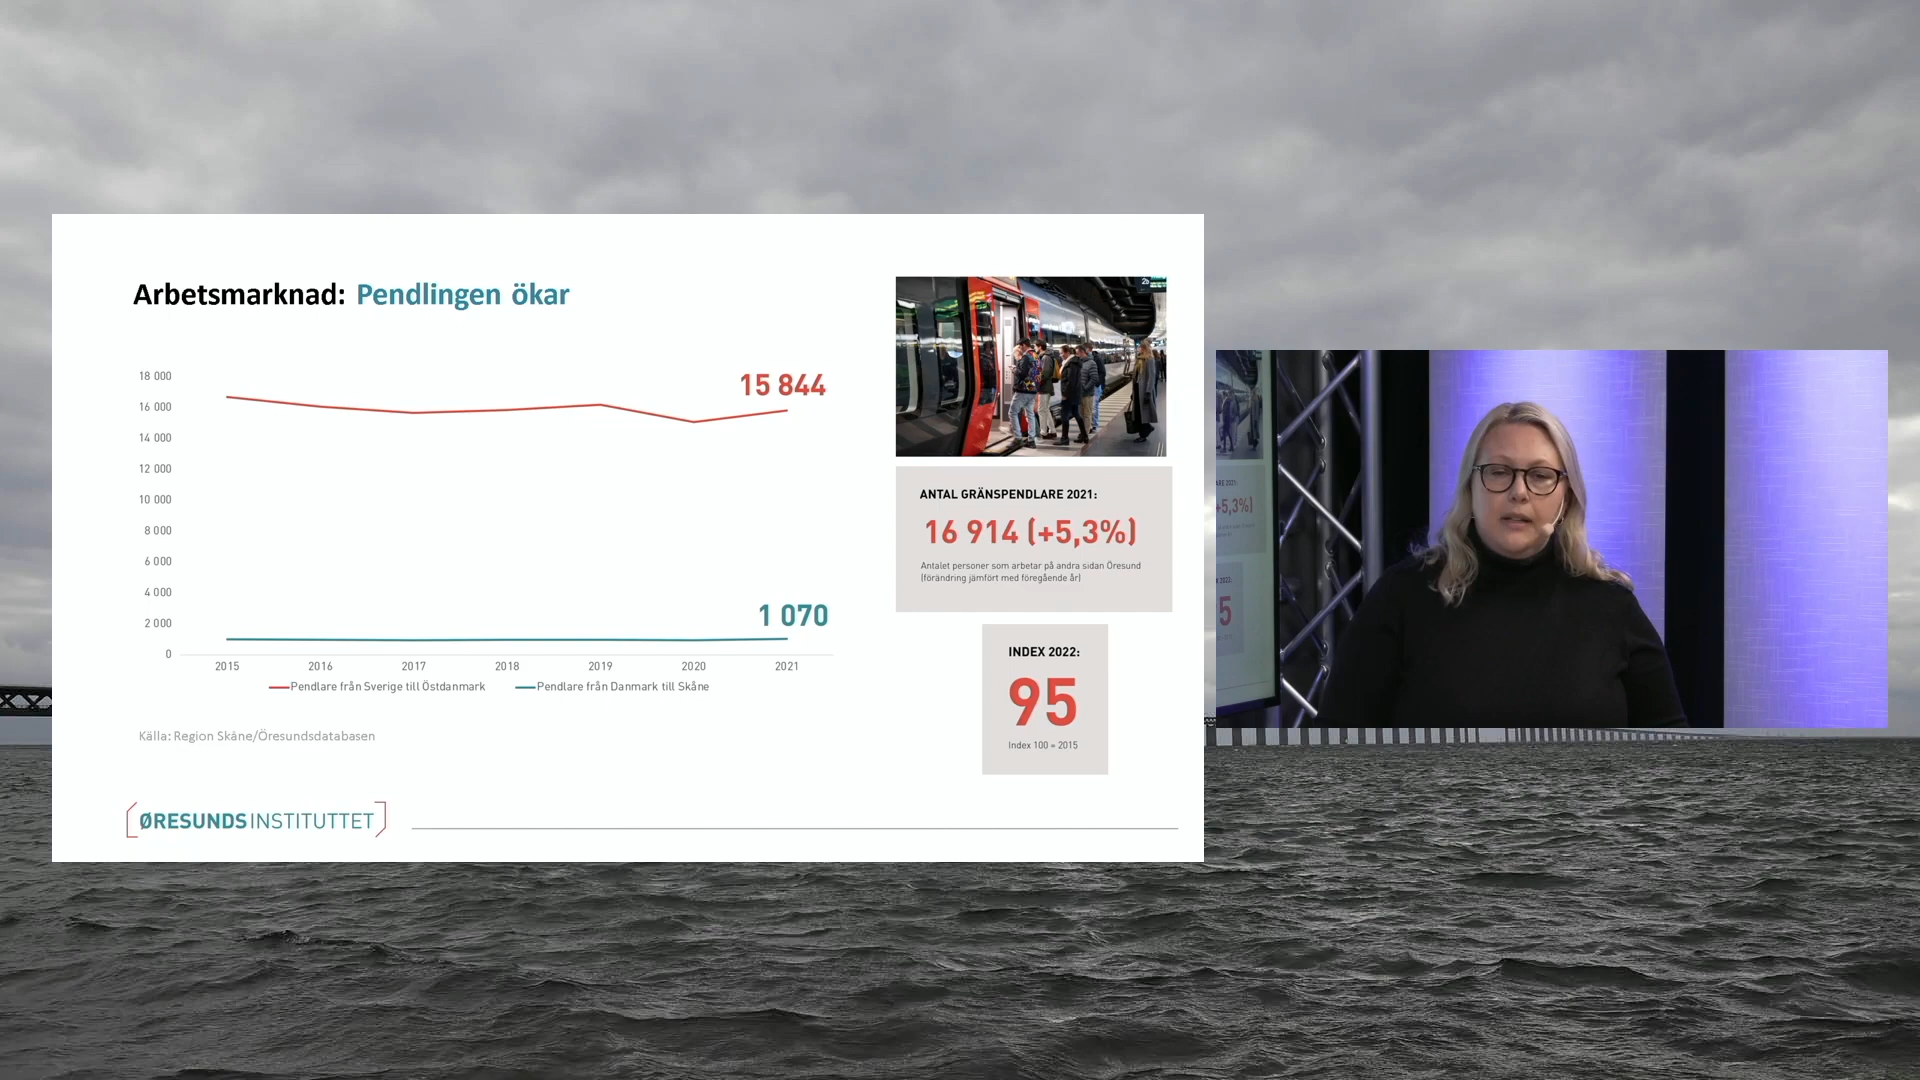 Arbetsmarknad: Pendlingen ökar
18 000
16 000
14 000
12 000
10 000
8 000
6 000
4 000
2 000
0
15 844
1 070
2015 2016 2017 2018 2019 2020 2021
Pendlare från Sverige till Östdanmark Pendlare från Danmark till Skåne
Källa: Region Skåne/Öresundsdatabasen
ØRESUNDSINSTITUTTET
ANTAL GRÄNSPENDLARE 2021:
16 914 (+5,3%)
Antalet personer som arbetar på andra sidan Öresund
(förändring jämfört med föregående år)
INDEX 2022:
95
Index 100 = 2015
+5,3%)
5